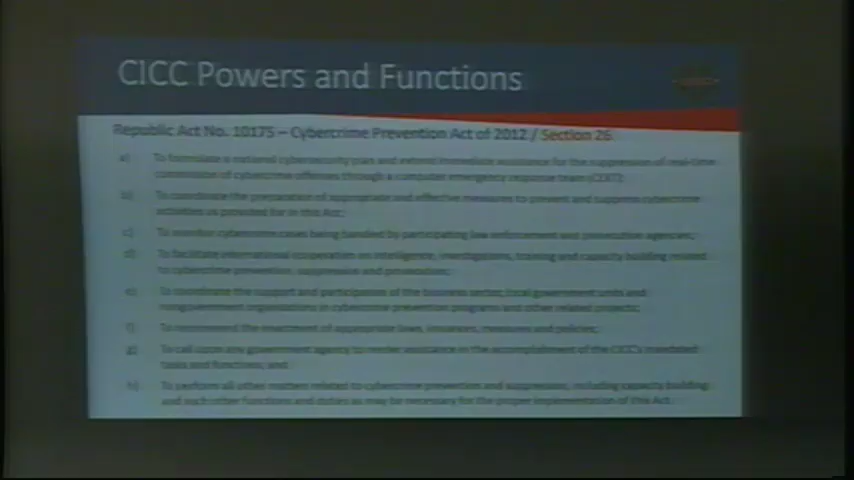 CICC Powers and Functions
Republic Act No. 10175 – Cybercrime Prevention Act of 2012 / Section 26
a) To formulate a national cybersecurity plan and extend immediate assistance for the suppression of real-time
commission of cybercrime offenses through a computer emergency response team (CERT);
b) To coordinate the preparation of appropriate and effective measures to prevent and suppress cybercrime
activities as provided for in this Act;
c) To monitor cybercrime cases being handled by participating law enforcement and prosecution agencies;
d) To facilitate international cooperation on intelligence, investigations, training and capacity building related
to cybercrime prevention, suppression and prosecution;
e) To coordinate the support and participation of the business sector, local government units and
nongovernment organizations in cybercrime prevention programs and other related projects;
f) To recommend the enactment of appropriate laws, issuances, measures and policies;
g) To call upon any government agency to render assistance in the accomplishment of the CICC's mandated
tasks and functions; and
h) To perform all other matters related to cybercrime prevention and suppression, including capacity building
and such other functions and duties as may be necessary for the proper implementation of this Act.